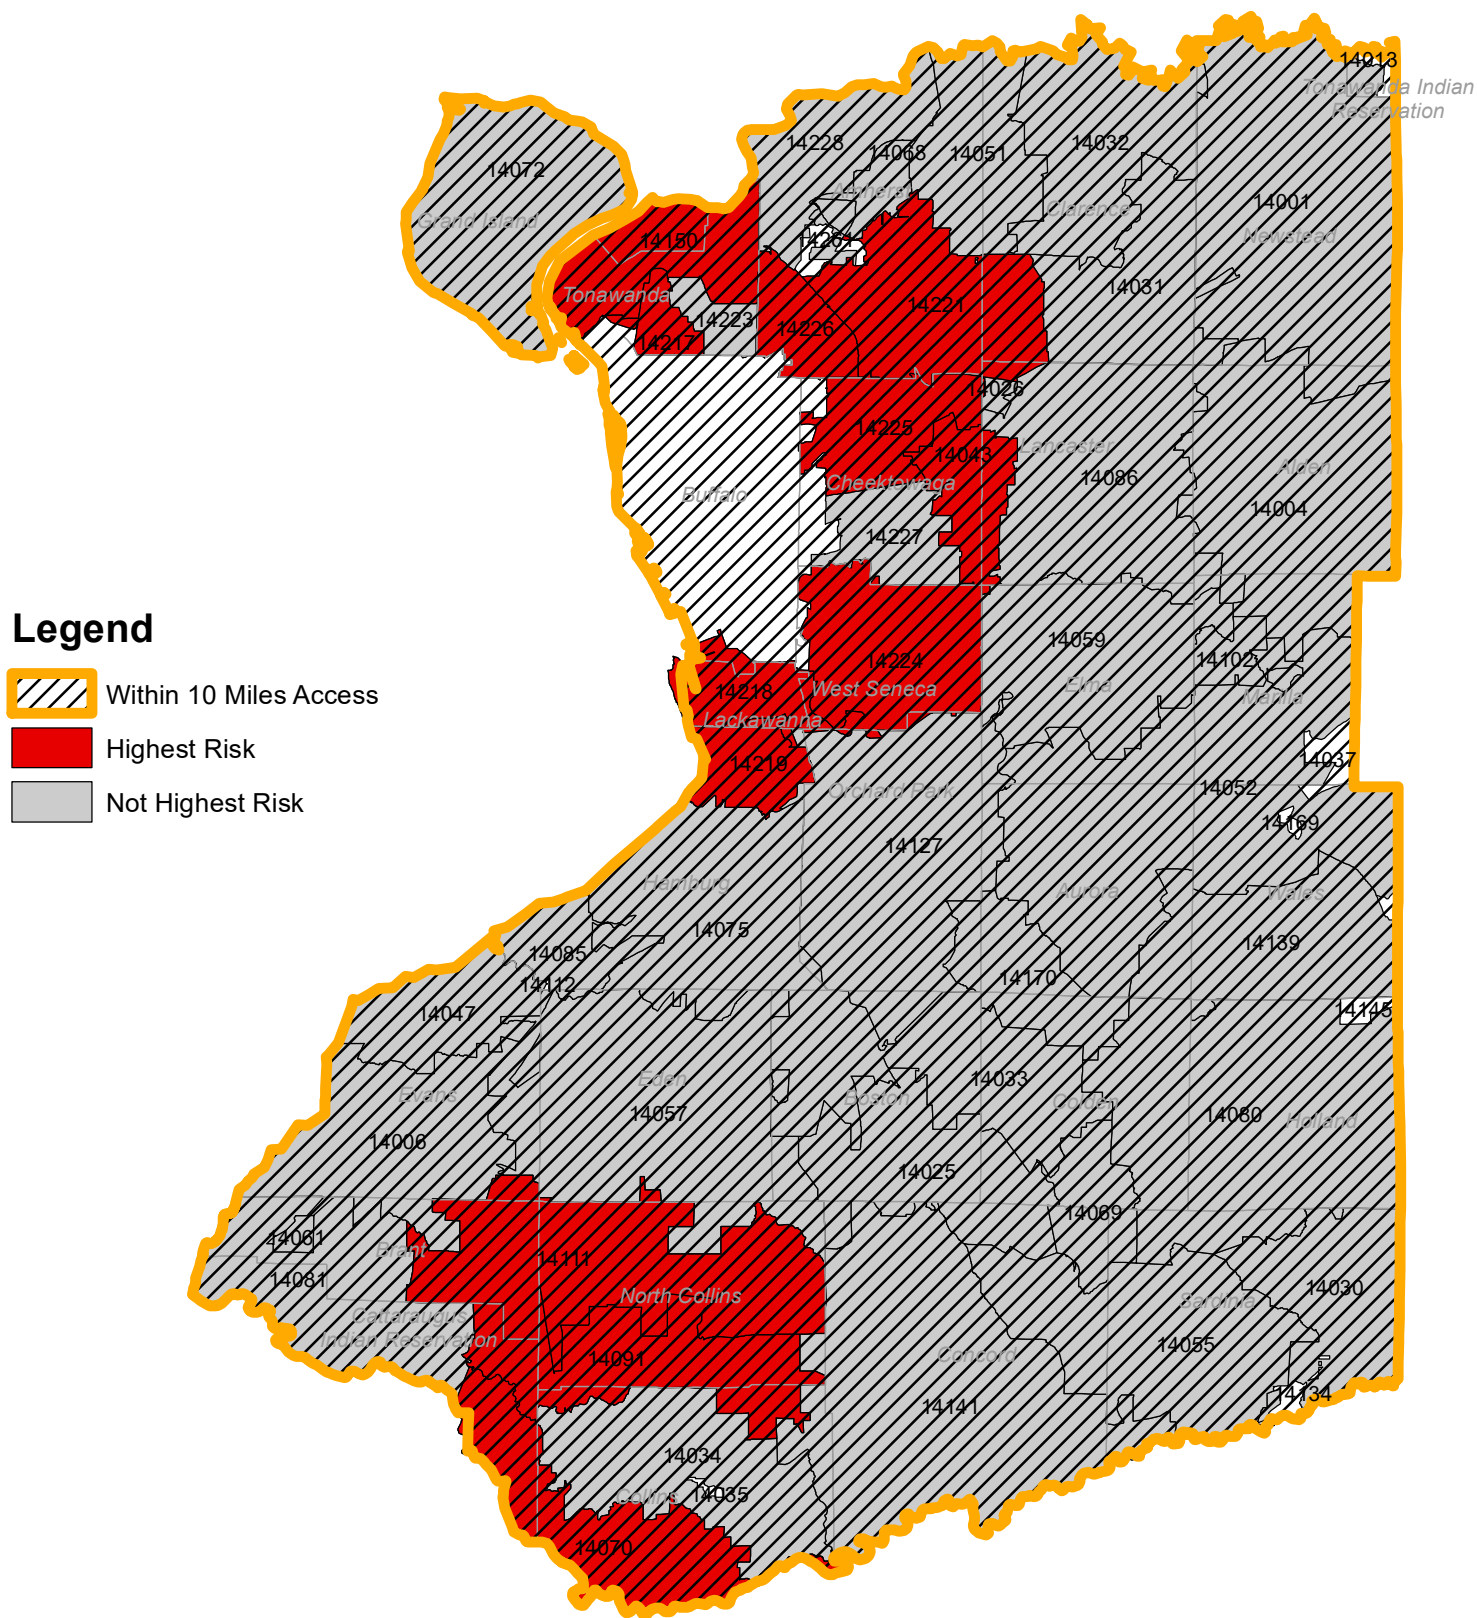 14013
Tonawanda Indian
Reservation
14228
14068
14051
14032
14072
Amherst
Clarence
14001
Grand Island
Newstead
14150
14261
14031
Tonawanda
14221
14223
14226
14217
14026
14225
14043
Lancaster
Alden
14086
Cheektowaga
Buffalo
14004
14227
Legend
Within 10 Miles Access
Highest Risk
Not Highest Risk
14059
14224
14102
Elma
West Seneca
14218
Marilla
Lackawanna
14219
14037
14052
Orchard Park
14169
14127
Hamburg
Aurora
Wales
14075
14139
14085
14170
14112
14047
14145
Eden
14033
Evans
Boston
Colden
14057
14080
Holland
14006
14025
14069
14061
Brant
14111
14081
14030
North Collins
Sardinia
Cattaraugus
Indian Reservation
14055
Concord
14091
14134
14141
14034
14035
Collins
14070